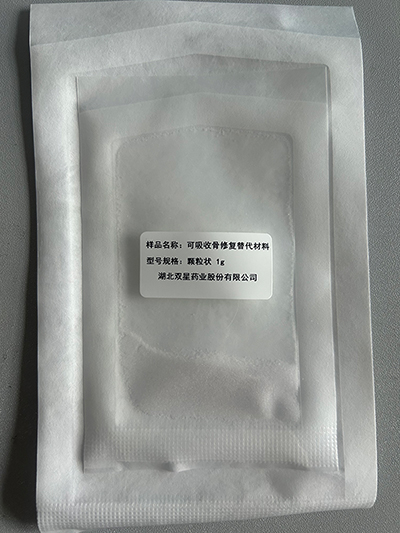 样品名称：可吸收骨修复替代材料
型号规格：颗粒状 1g
湖北双星药业股份有限公司